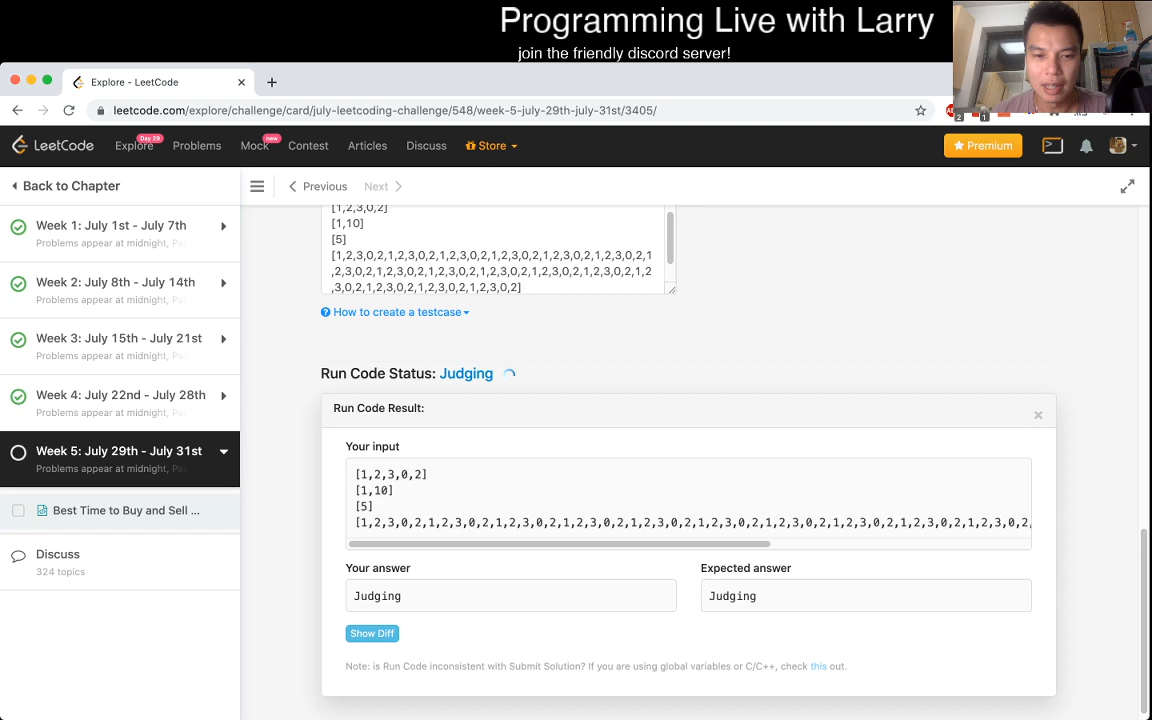 Programming Live with Larry
join the friendly discord server!
Explore - LeetCode
leetcode.com/explore/challenge/card/july-leetcoding-challenge/548/week-5-july-29th-july-31st/3405/
2
1
LeetCode
Explore
Day 29
Problems
Mock
new
Contest
Articles
Discuss
Store
Premium
Back to Chapter
Previous
Next
Week 1: July 1st - July 7th
Problems appear at midnight, Pa
Week 2: July 8th - July 14th
Problems appear at midnight, Pa
Week 3: July 15th - July 21st
Problems appear at midnight, Pa
Week 4: July 22nd - July 28th
Problems appear at midnight, Pa
Week 5: July 29th - July 31st
Problems appear at midnight, Pa
Best Time to Buy and Sell ...
Discuss
324 topics
[1,2,3,0,2]
[1,10]
[5]
[1,2,3,0,2,1,2,3,0,2,1,2,3,0,2,1,2,3,0,2,1,2,3,0,2,1,2,3,0,2,1
,2,3,0,2,1,2,3,0,2,1,2,3,0,2,1,2,3,0,2,1,2,3,0,2,1,2,3,0,2,1,2
,3,0,2,1,2,3,0,2,1,2,3,0,2,1,2,3,0,2]
How to create a testcase
Run Code Status: Judging
Run Code Result:
×
Your input
[1,2,3,0,2]
[1,10]
[5]
[1,2,3,0,2,1,2,3,0,2,1,2,3,0,2,1,2,3,0,2,1,2,3,0,2,1,2,3,0,2,1,2,3,0,2,1,2,3,0,2,1,2,3,0,2,1,2,3,0,2,
Your answer
Expected answer
Judging
Judging
Show Diff
Note: is Run Code inconsistent with Submit Solution? If you are using global variables or C/C++, check this out.